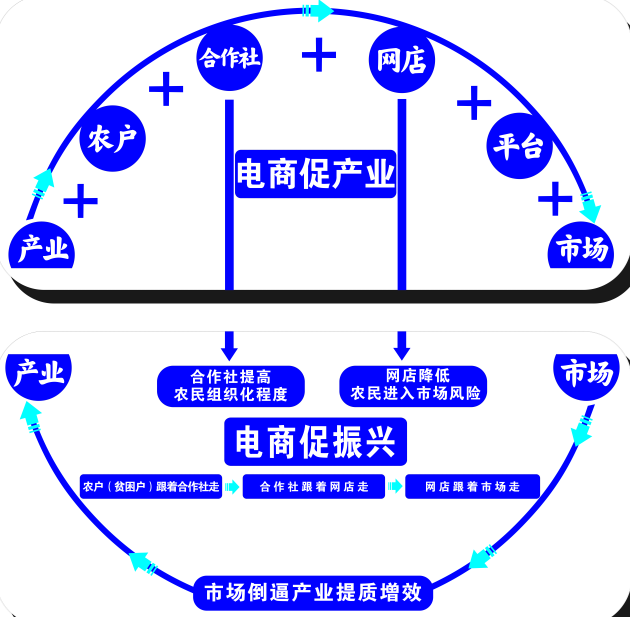 合作社
网店
农户
平台
电商促产业
产业
市场
产业
市场
合作社提高
农民组织化程度
网店降低
农民进入市场风险
电商促振兴
农户（贫困户）跟着合作社走
合作社跟着网店走
网店跟着市场走
市场倒逼产业提质增效